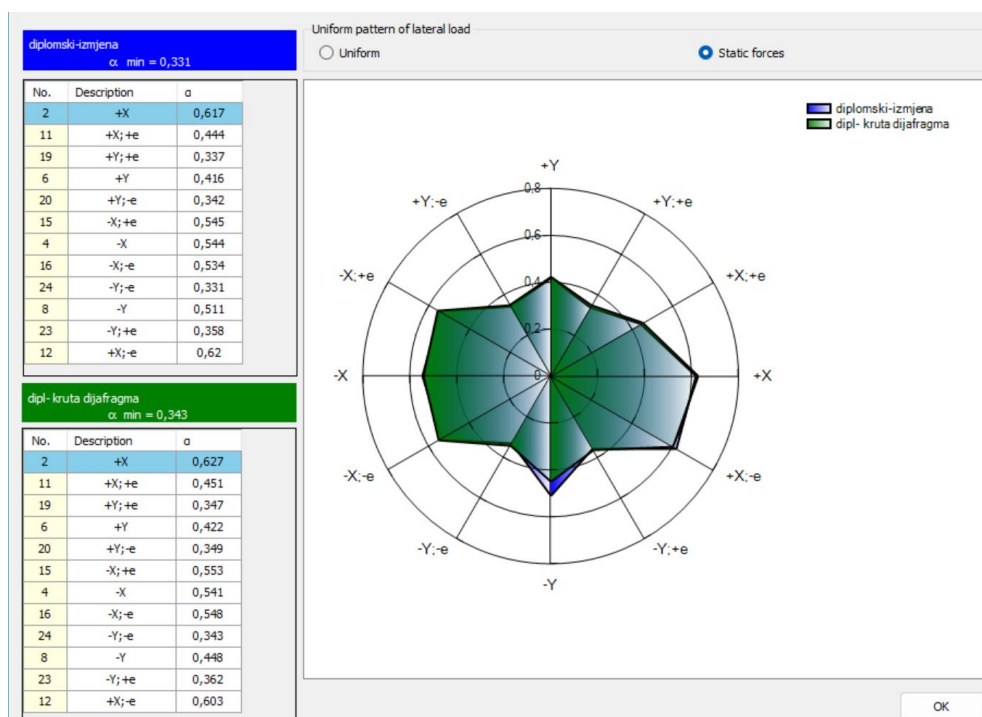 diplomski-izmjena
α min = 0,331
No. Description α
2 +X 0,617
11 +X;+e 0,444
19 +Y;+e 0,337
6 +Y 0,416
20 +Y;-e 0,342
15 -X;+e 0,545
4 -X 0,544
16 -X;-e 0,534
24 -Y;-e 0,331
8 -Y 0,511
23 -Y;+e 0,358
12 +X;-e 0,62
dipl- kruta dijafragma
α min = 0,343
No. Description α
2 +X 0,627
11 +X;+e 0,451
19 +Y;+e 0,347
6 +Y 0,422
20 +Y;-e 0,349
15 -X;+e 0,553
4 -X 0,541
16 -X;-e 0,548
24 -Y;-e 0,343
8 -Y 0,448
23 -Y;+e 0,362
12 +X;-e 0,603
Uniform pattern of lateral load
Uniform Static forces
diplomski-izmjena
dipl- kruta dijafragma
+Y
+Y;-e 0,8 +Y;+e
0,6
-X;+e 0,4 +X;+e
0,2
-X 0 +X
-X;-e +X;-e
-Y;-e -Y;+e
-Y
OK